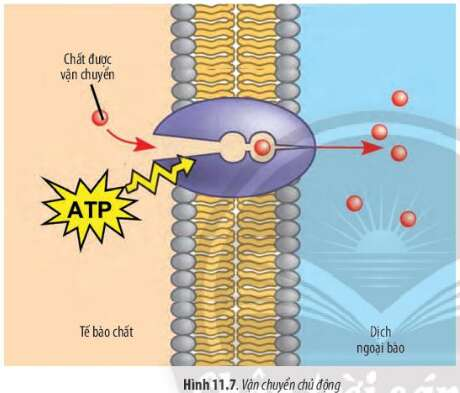 Chất được
vận chuyển
ATP
Tế bào chất
Dịch
ngoại bào
Hình 11.7. Vận chuyển chủ động